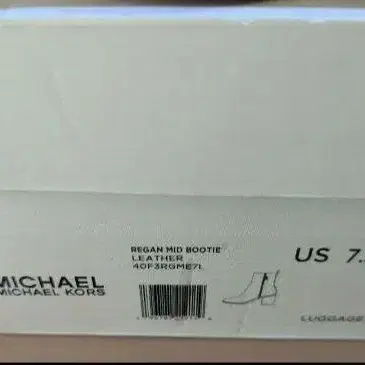 REGAN MID BOOTIE
LEATHER
40F3RGME7L
US 7.
MICHAEL
MICHAEL KORS
LUGGAGE